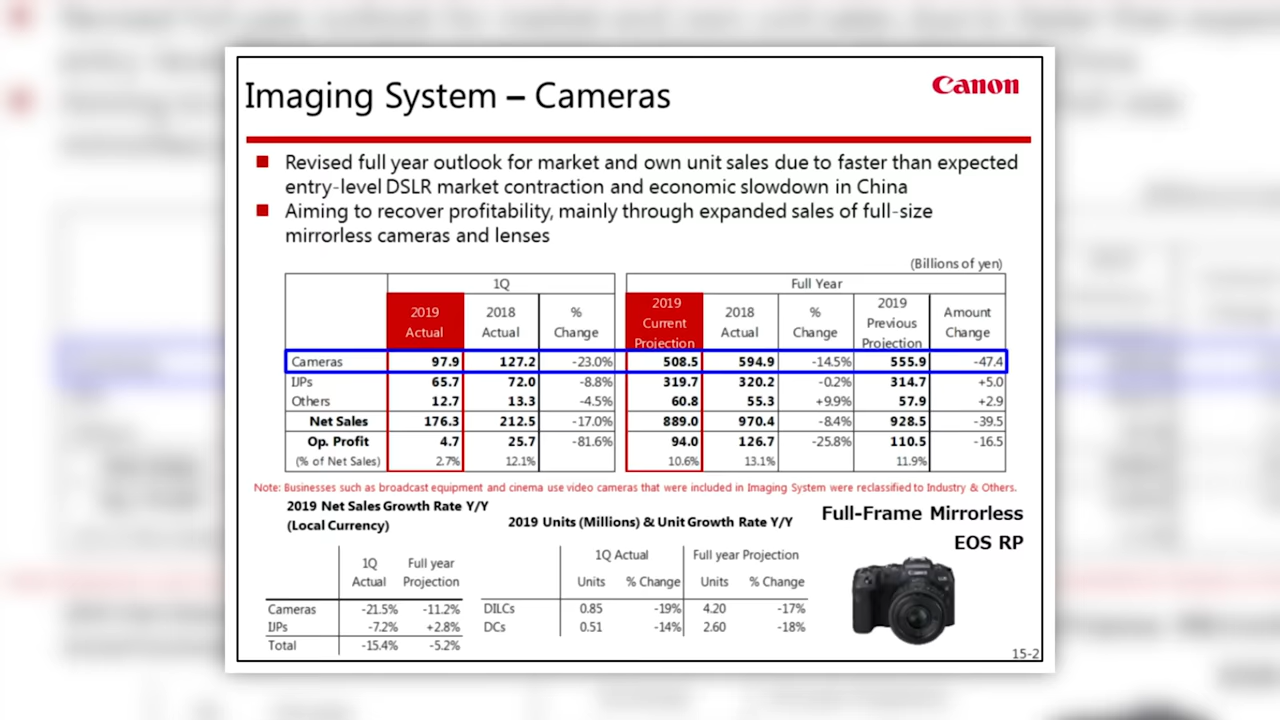 Imaging System – Cameras
Canon
Revised full year outlook for market and own unit sales due to faster than expected
entry-level DSLR market contraction and economic slowdown in China
Aiming to recover profitability, mainly through expanded sales of full-size
mirrorless cameras and lenses
(Billions of yen)
1Q Full Year
2019 Actual 2018 Actual % Change 2019 Current Projection 2018 Actual % Change 2019 Previous Projection Amount Change
Cameras 97.9 127.2 -23.0% 508.5 594.9 -14.5% 555.9 -47.4
IJPs 65.7 72.0 -8.8% 319.7 320.2 -0.2% 314.7 +5.0
Others 12.7 13.3 -4.5% 60.8 55.3 +9.9% 57.9 +2.9
Net Sales 176.3 212.5 -17.0% 889.0 970.4 -8.4% 928.5 -39.5
Op. Profit 4.7 25.7 -81.6% 94.0 126.7 -25.8% 110.5 -16.5
(% of Net Sales) 2.7% 12.1% 10.6% 13.1% 11.9%
Note: Businesses such as broadcast equipment and cinema use video cameras that were included in Imaging System were reclassified to Industry & Others.
2019 Net Sales Growth Rate Y/Y
(Local Currency)
1Q Full year
Actual Projection
Cameras -21.5% -11.2%
IJPs -7.2% +2.8%
Total -15.4% -5.2%
2019 Units (Millions) & Unit Growth Rate Y/Y
1Q Actual Full year Projection
Units % Change Units % Change
DILCs 0.85 -19% 4.20 -17%
DCs 0.51 -14% 2.60 -18%
Full-Frame Mirrorless
EOS RP
Canon
15-2